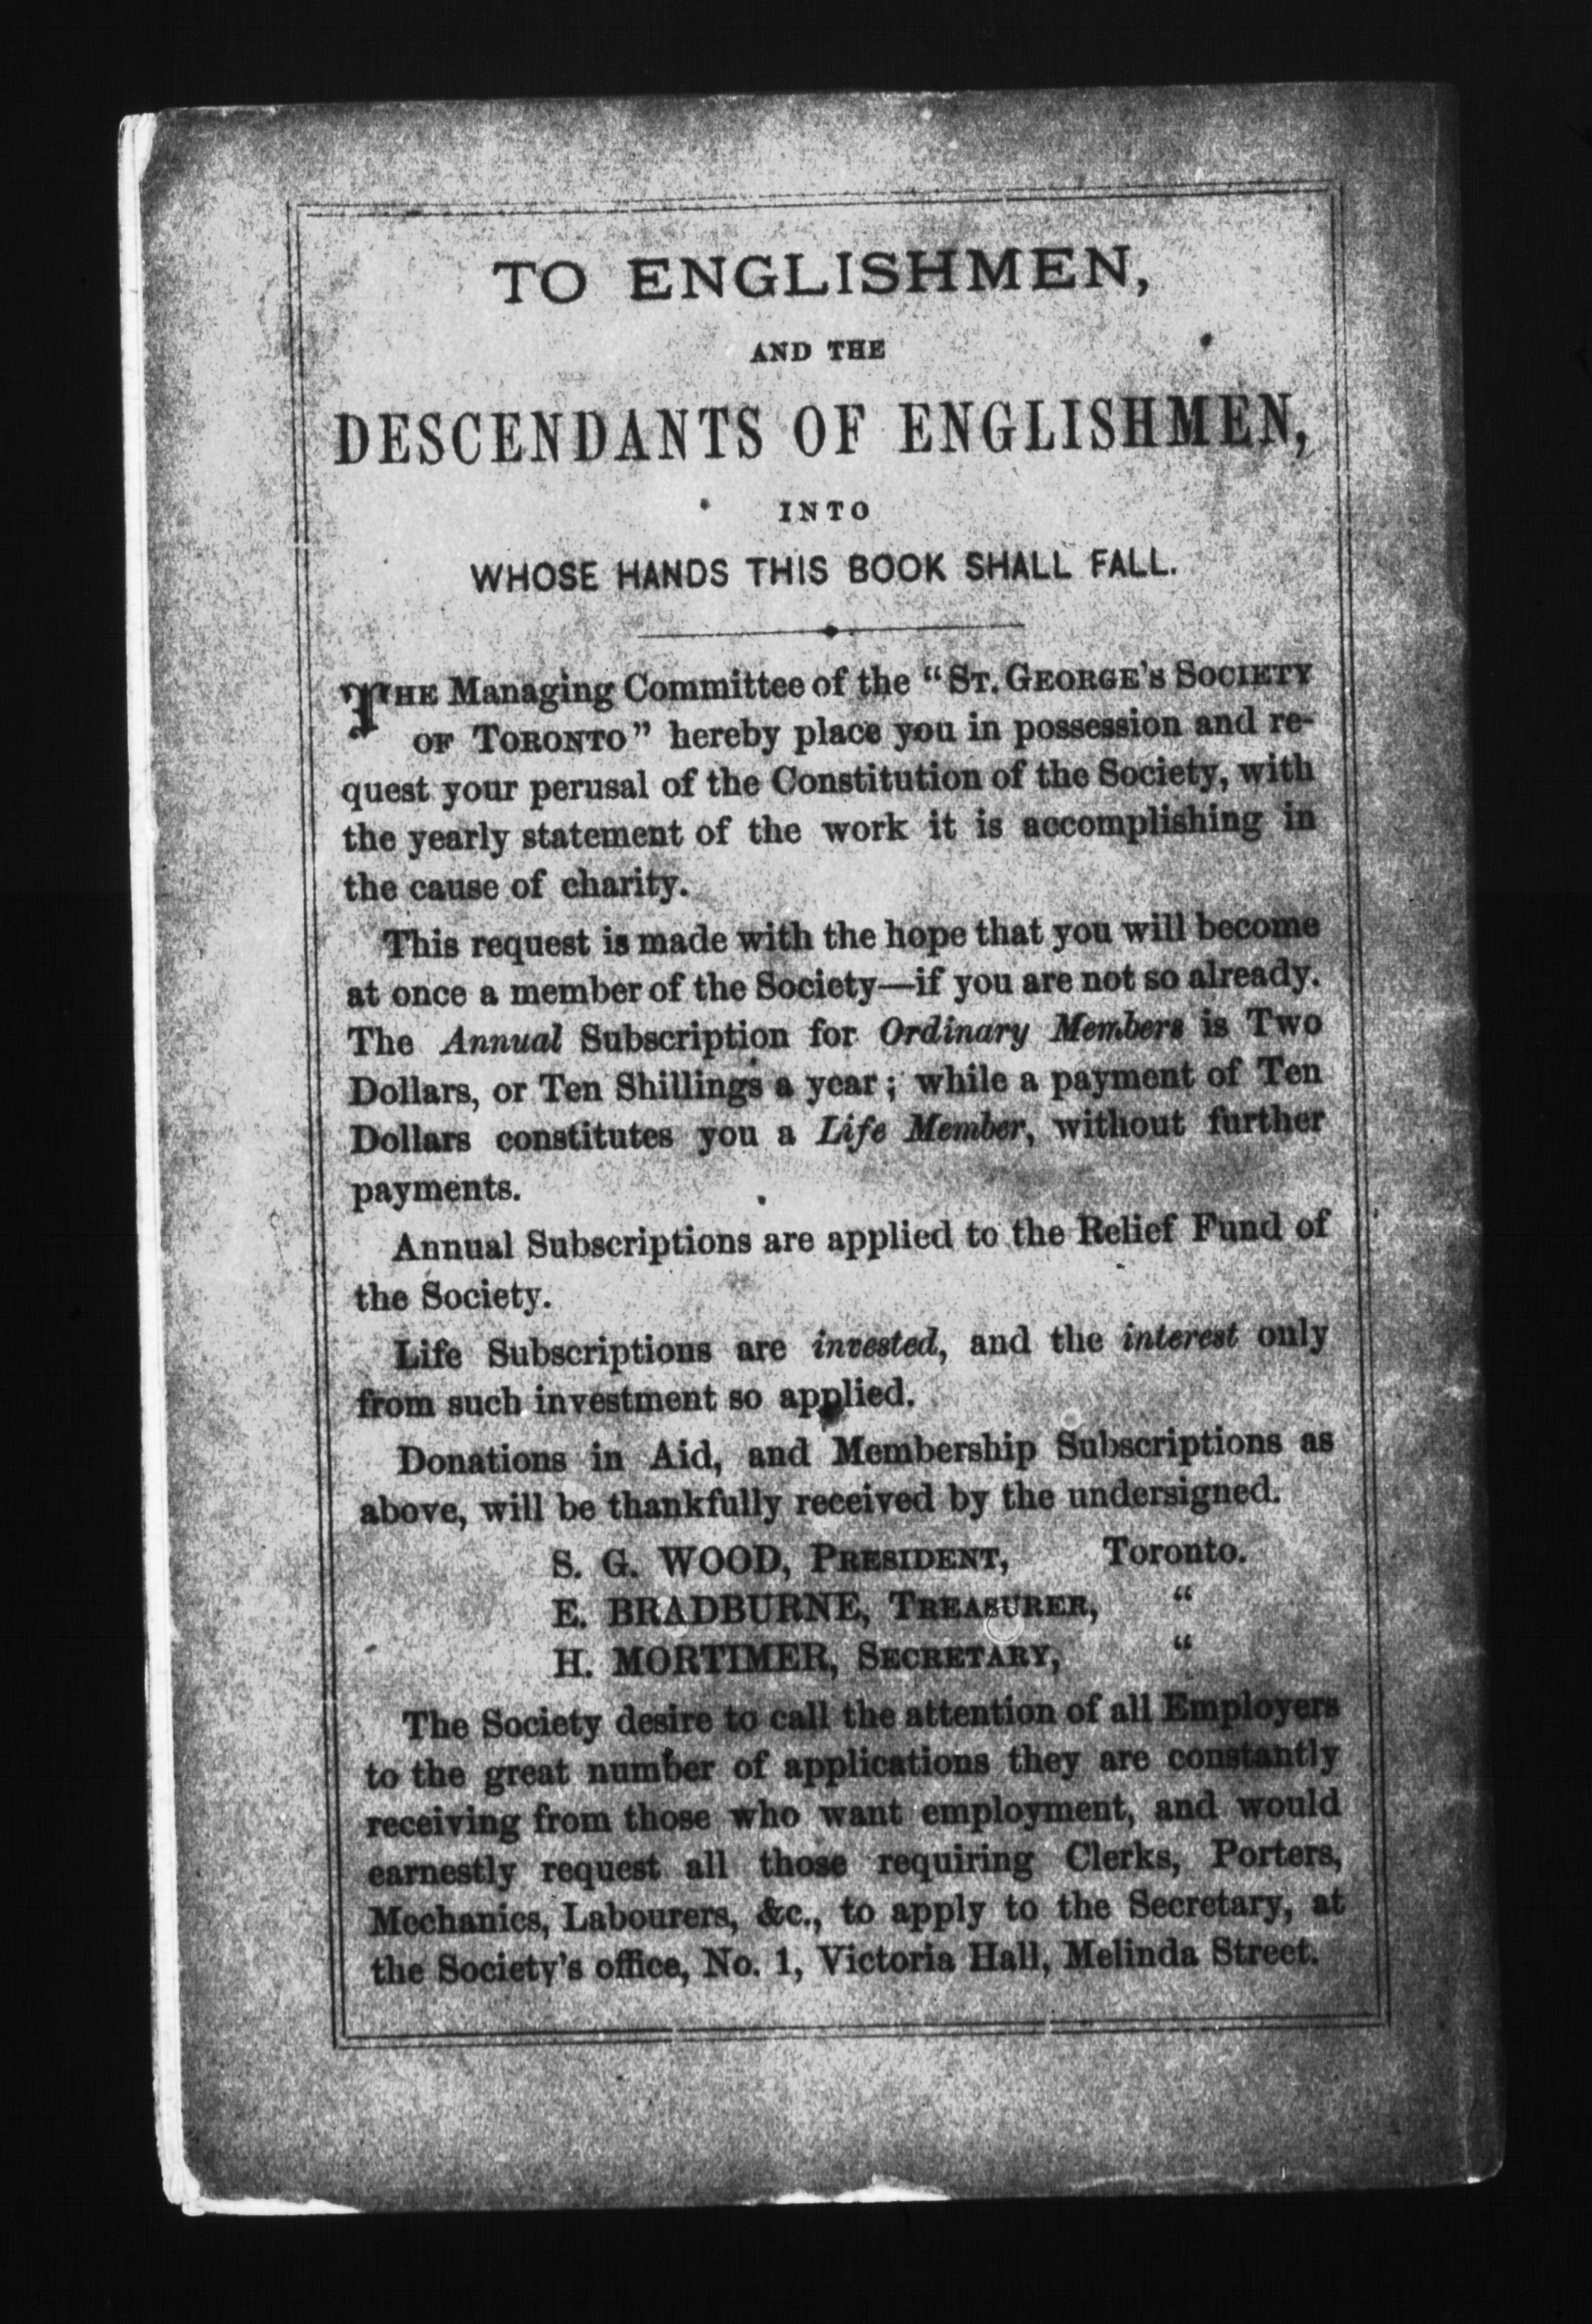 TO ENGLISHMEN,
AND THE
DESCENDANTS OF ENGLISHMEN,
INTO
WHOSE HANDS THIS BOOK SHALL FALL.
THE Managing Committee of the "ST. GEORGE'S SOCIETY
OF TORONTO" hereby place you in possession and re-
quest your perusal of the Constitution of the Society, with
the yearly statement of the work it is accomplishing in
the cause of charity.
This request is made with the hope that you will become
at once a member of the Society—if you are not so already.
The Annual Subscription for Ordinary Members is Two
Dollars, or Ten Shillings a year; while a payment of Ten
Dollars constitutes you a Life Member, without further
payments.
Annual Subscriptions are applied to the Relief Fund of
the Society.
Life Subscriptions are invested, and the interest only
from such investment so applied.
Donations in Aid, and Membership Subscriptions as
above, will be thankfully received by the undersigned.
S. G. WOOD, PRESIDENT, Toronto.
E. BRADBURNE, TREASURER, "
H. MORTIMER, SECRETARY, "
The Society desire to call the attention of all Employers
to the great number of applications they are constantly
receiving from those who want employment, and would
earnestly request all those requiring Clerks, Porters,
Mechanics, Labourers, &c., to apply to the Secretary, at
the Society's office, No. 1, Victoria Hall, Melinda Street.